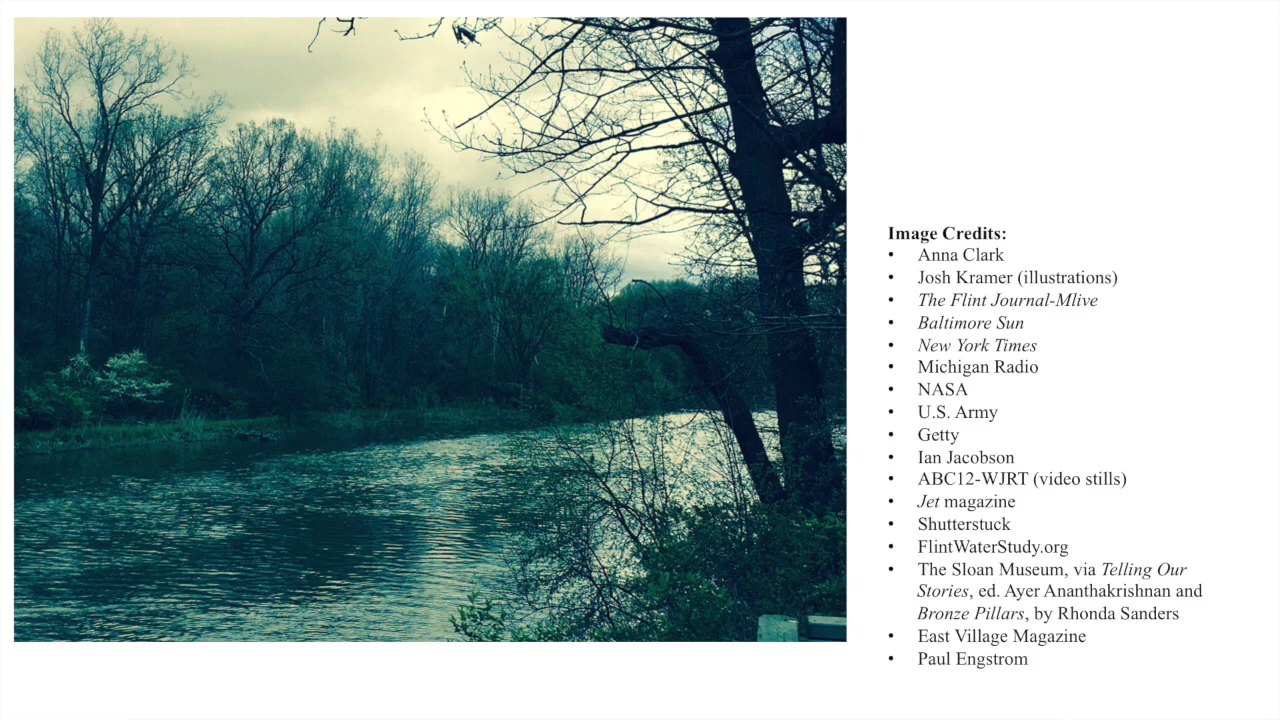 Image Credits:
• Anna Clark
• Josh Kramer (illustrations)
• The Flint Journal-Mlive
• Baltimore Sun
• New York Times
• Michigan Radio
• NASA
• U.S. Army
• Getty
• Ian Jacobson
• ABC12-WJRT (video stills)
• Jet magazine
• Shutterstuck
• FlintWaterStudy.org
• The Sloan Museum, via Telling Our
Stories, ed. Ayer Ananthakrishnan and
Bronze Pillars, by Rhonda Sanders
• East Village Magazine
• Paul Engstrom